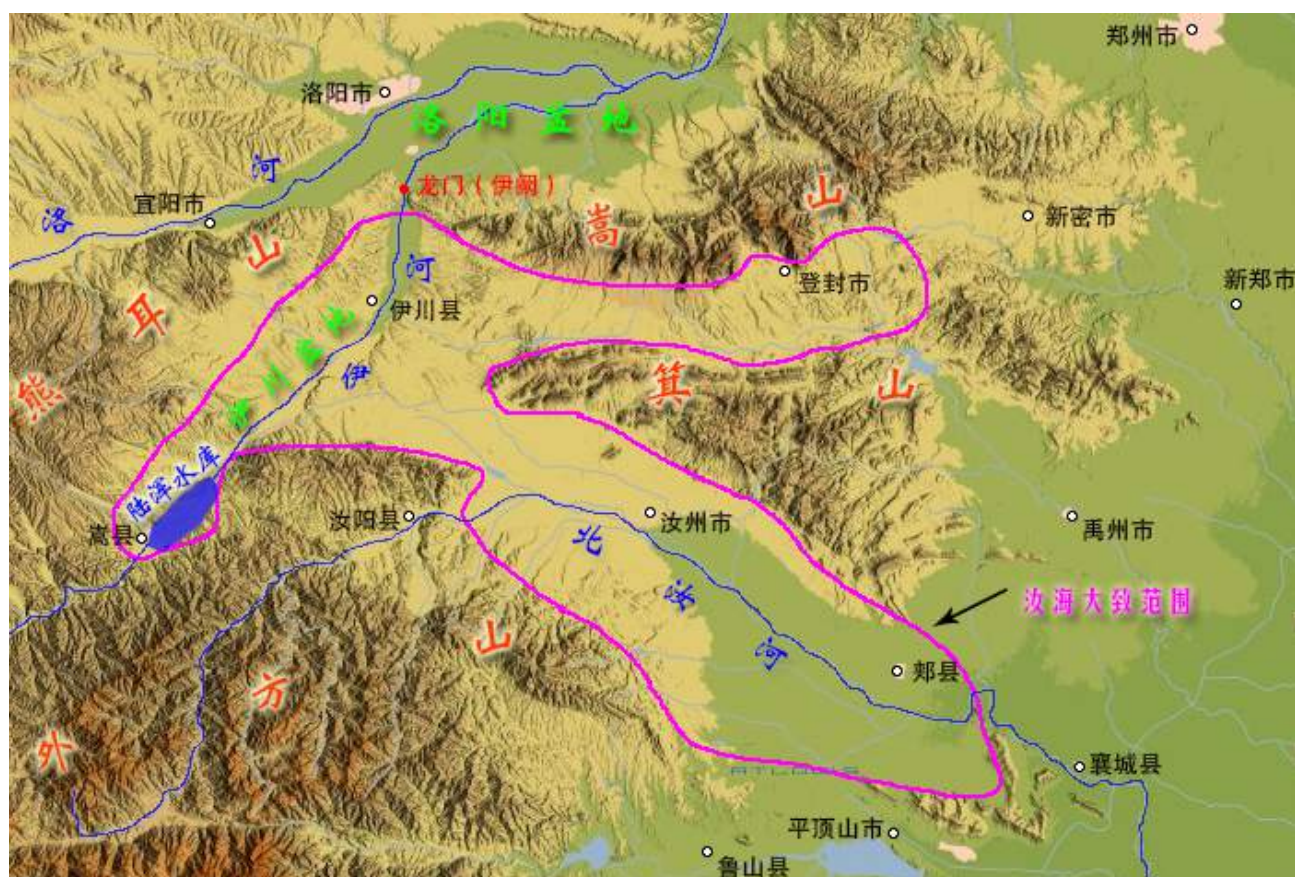 郑州市
洛阳市
洛阳盆地
洛河
宜阳市
龙门（伊阙）
嵩山
新密市
登封市
新郑市
熊耳山
伊川县
伊河
箕山
陆浑水库
嵩县
汝阳县
汝州市
禹州市
北汝河
汝海大致范围
外方山
郏县
襄城县
平顶山市
鲁山县